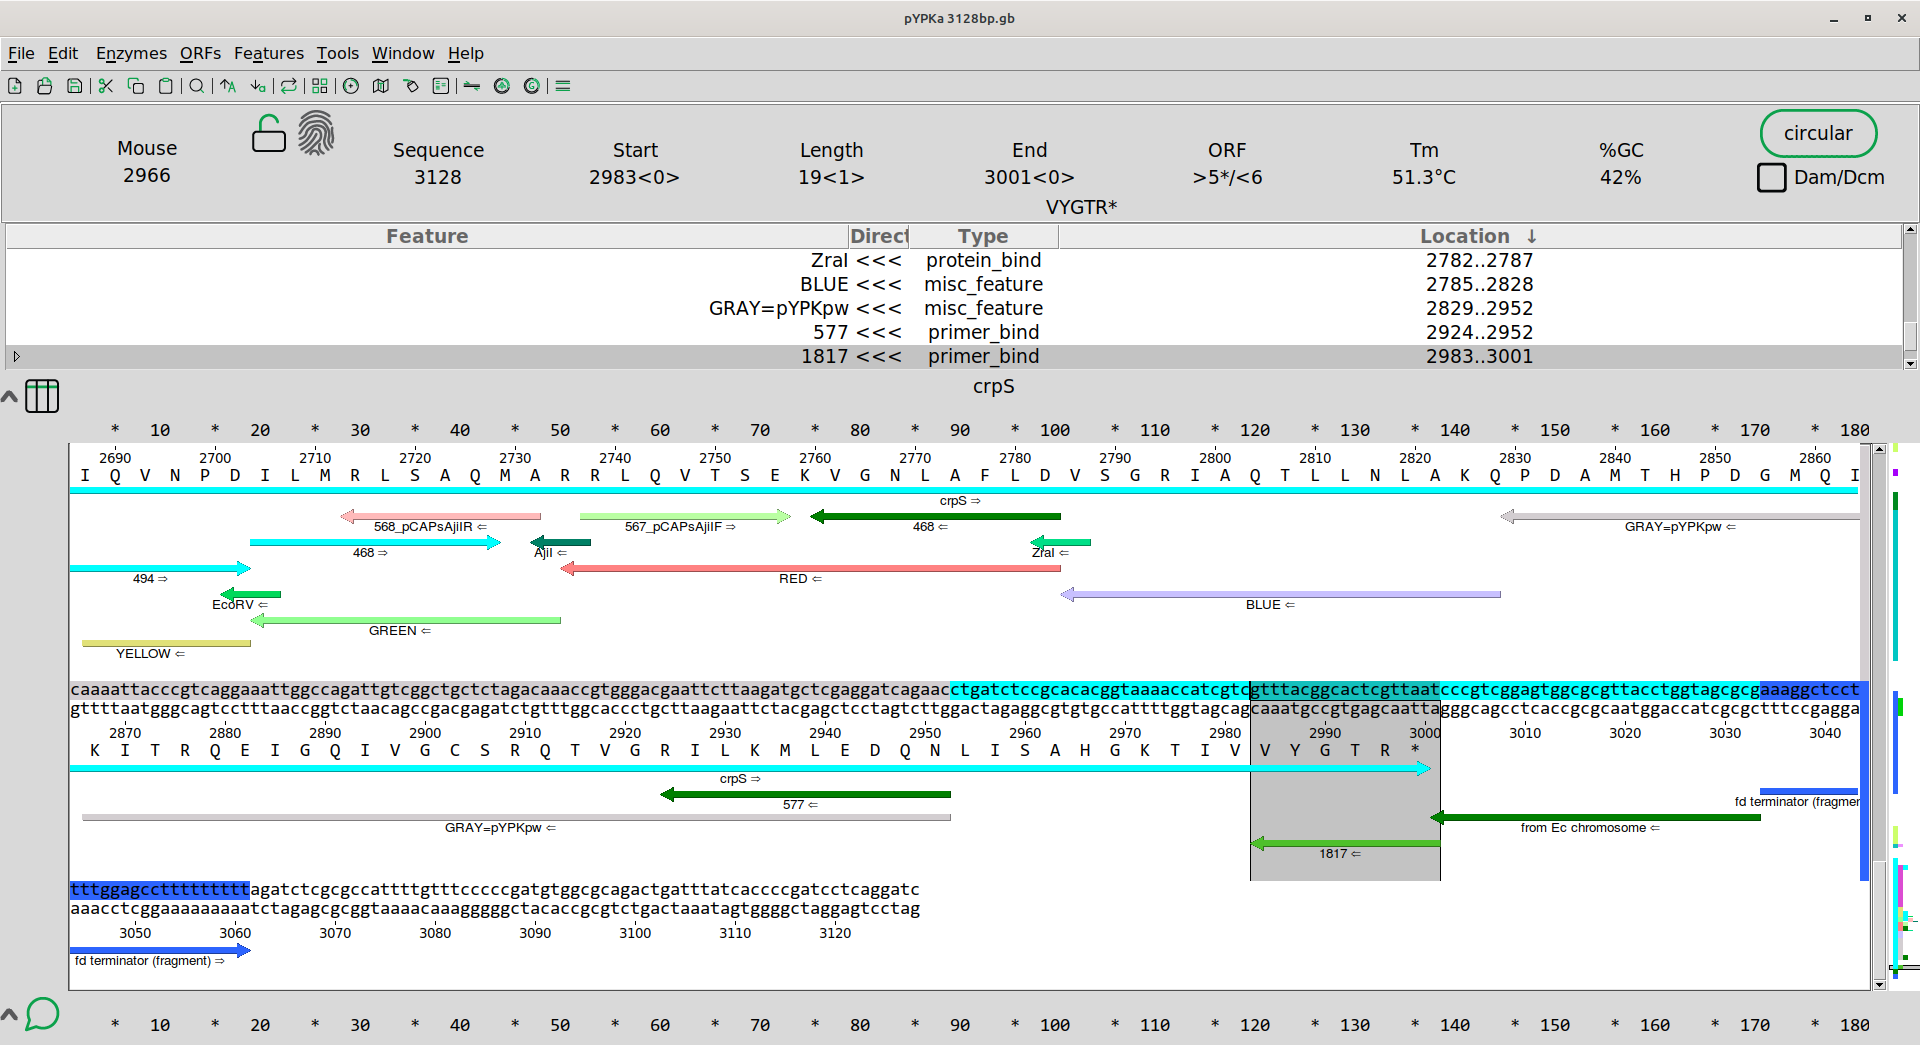 pYPKa 3128bp.gb
File Edit Enzymes ORFs Features Tools Window Help
Mouse Sequence Start Length End ORF Tm %GC circular
2966 3128 2983<0> 19<1> 3001<0> >5*/<6 51.3°C 42% Dam/Dcm
VYGTR*
Feature Direct Type Location ↓
ZraI <<< protein_bind 2782..2787
BLUE <<< misc_feature 2785..2828
GRAY=pYPKpw <<< misc_feature 2829..2952
577 <<< primer_bind 2924..2952
1817 <<< primer_bind 2983..3001
crpS
* 10 * 20 * 30 * 40 * 50 * 60 * 70 * 80 * 90 * 100 * 110 * 120 * 130 * 140 * 150 * 160 * 170 * 180
2690 2700 2710 2720 2730 2740 2750 2760 2770 2780 2790 2800 2810 2820 2830 2840 2850 2860
I Q V N P D I L M R L S A Q M A R R L Q V T S E K V G N L A F L D V S G R I A Q T L L N L A K Q P D A M T H P D G M Q I
crpS ⇒
568_pCAPsAjiIR ⇐ 567_pCAPsAjiIF ⇒ 468 ⇐ GRAY=pYPKpw ⇐
468 ⇒ AjiI ⇐ ZraI ⇐
494 ⇒ RED ⇐
EcoRV ⇐ BLUE ⇐
GREEN ⇐
YELLOW ⇐
caaaattacccgtcaggaaattggccagattgtcggctgctctagacaaaccgtgggacgaattcttaagatgctcgaggatcagaacctgatctccgcacacggtaaaaccatcgtcgtttacggcactcgttaatcccgtcggagtggcgcgttacctggtagcgcgaaaggctcct
gttttaatgggcagtcctttaaccggtctaacagccgacgagatctgtttggcaccctgcttaagaattctacgagctcctagtcttggactagaggcgtgtgccattttggtagcagcaaatgccgtgagcaattagggcagcctcaccgcgcaatggaccatcgcgctttccgagga
2870 2880 2890 2900 2910 2920 2930 2940 2950 2960 2970 2980 2990 3000 3010 3020 3030 3040
K I T R Q E I G Q I V G C S R Q T V G R I L K M L E D Q N L I S A H G K T I V V Y G T R *
crpS ⇒
577 ⇐ fd terminator (fragmer
GRAY=pYPKpw ⇐ from Ec chromosome ⇐
1817 ⇐
tttggagccttttttttttagatctcgcgccattttgtttcccccgatgtggcgcagactgatttatcaccccgatcctcaggatc
aaacctcggaaaaaaaaaatctagagcgcggtaaaacaaagggggctacaccgcgtctgactaaatagtggggctaggagtcctag
3050 3060 3070 3080 3090 3100 3110 3120
fd terminator (fragment) ⇒
* 10 * 20 * 30 * 40 * 50 * 60 * 70 * 80 * 90 * 100 * 110 * 120 * 130 * 140 * 150 * 160 * 170 * 180